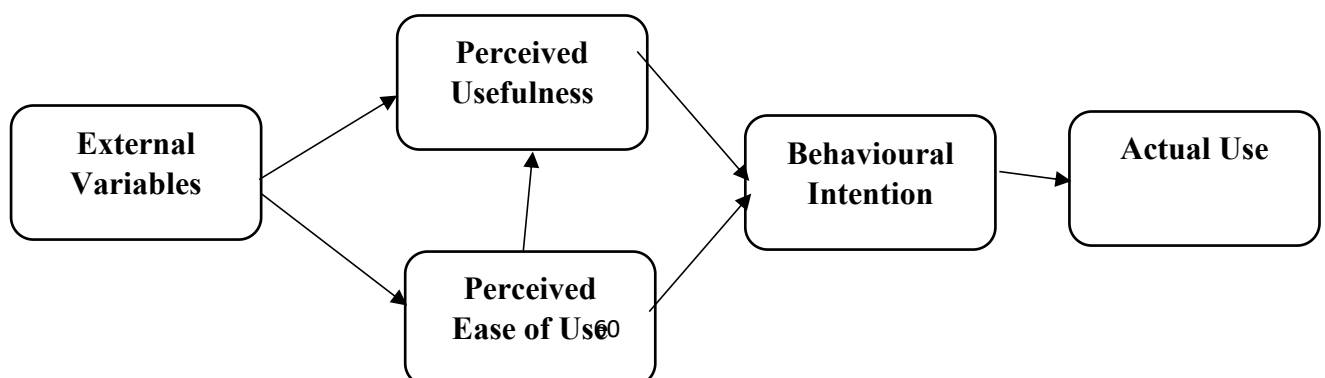 External
Variables
Perceived
Usefulness
Perceived
Ease of Use
60
Behavioural
Intention
Actual Use